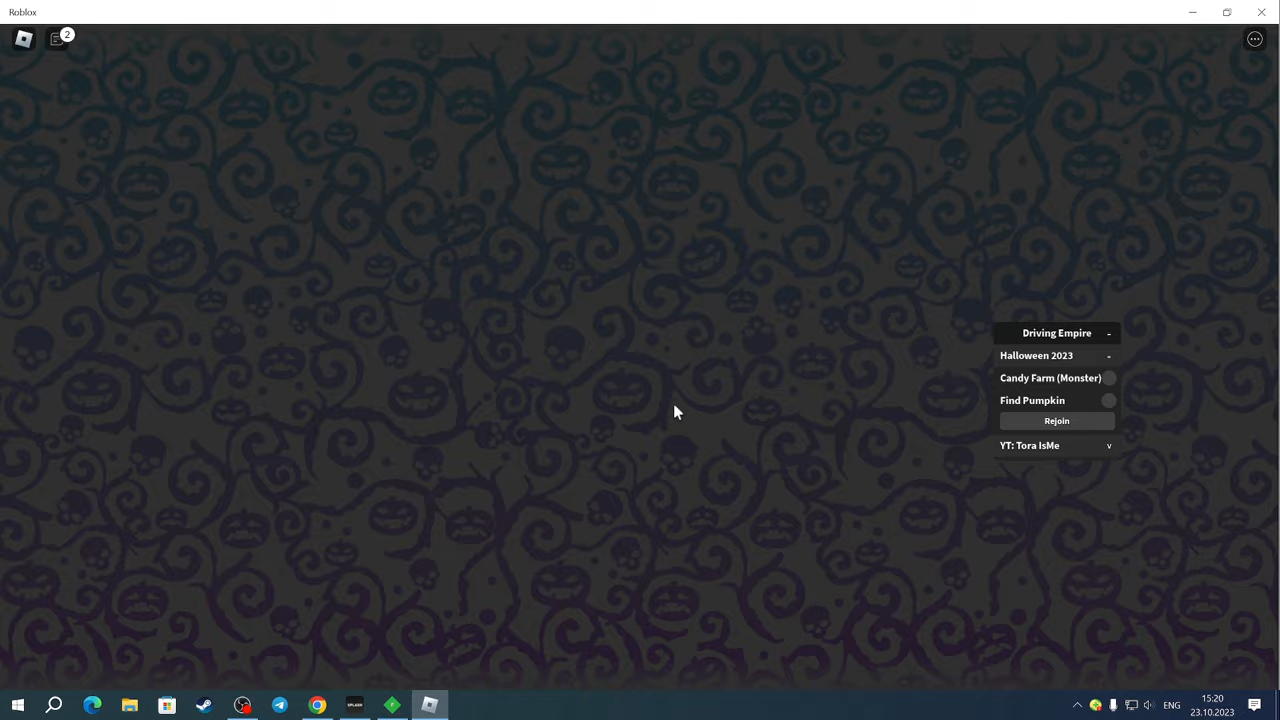 Roblox
2
Driving Empire -
Halloween 2023 -
Candy Farm (Monster)
Find Pumpkin
Rejoin
YT: Tora IsMe v
SPLASH
F
15:20
ENG
23.10.2023